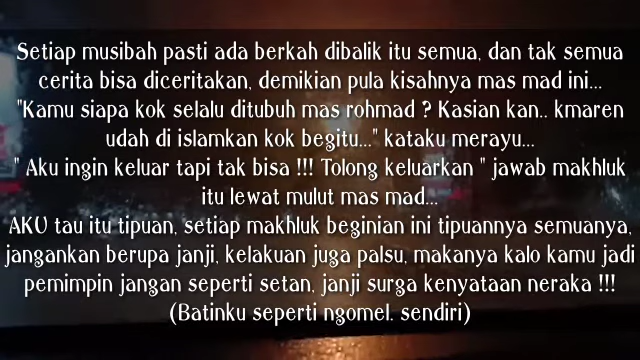 Setiap musibah pasti ada berkah dibalik itu semua, dan tak semua
cerita bisa diceritakan, demikian pula kisahnya mas mad ini...
"Kamu siapa kok selalu ditubuh mas rohmad ? Kasian kan.. kmaren
udah di islamkan kok begitu..." kataku merayu...
" Aku ingin keluar tapi tak bisa !!! Tolong keluarkan " jawab makhluk
itu lewat mulut mas mad...
AKU tau itu tipuan, setiap makhluk beginian ini tipuannya semuanya,
jangankan berupa janji, kelakuan juga palsu, makanya kalo kamu jadi
pemimpin jangan seperti setan, janji surga kenyataan neraka !!!
(Batinku seperti ngomel. sendiri)